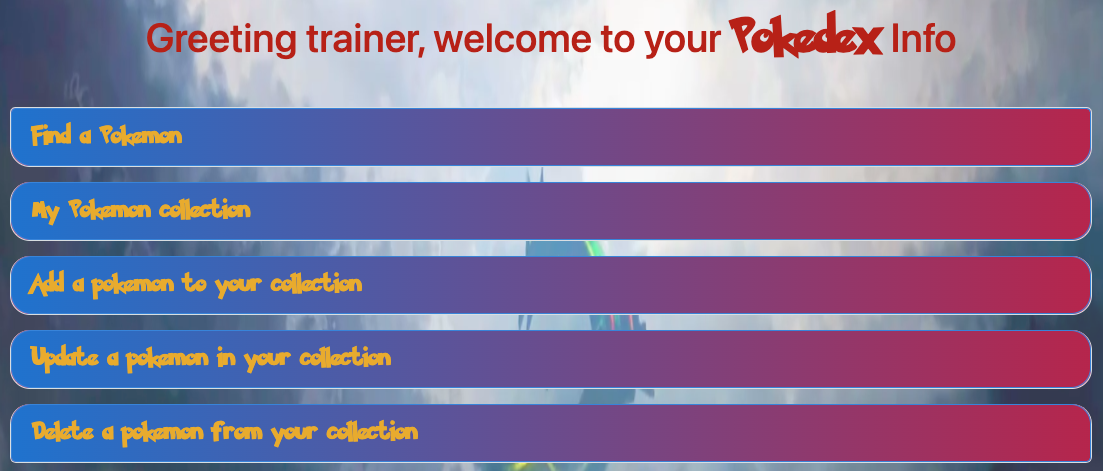 Greeting trainer, welcome to your Pokedex Info
Find a Pokemon
My Pokemon collection
Add a pokemon to your collection
Update a pokemon in your collection
Delete a pokemon from your collection